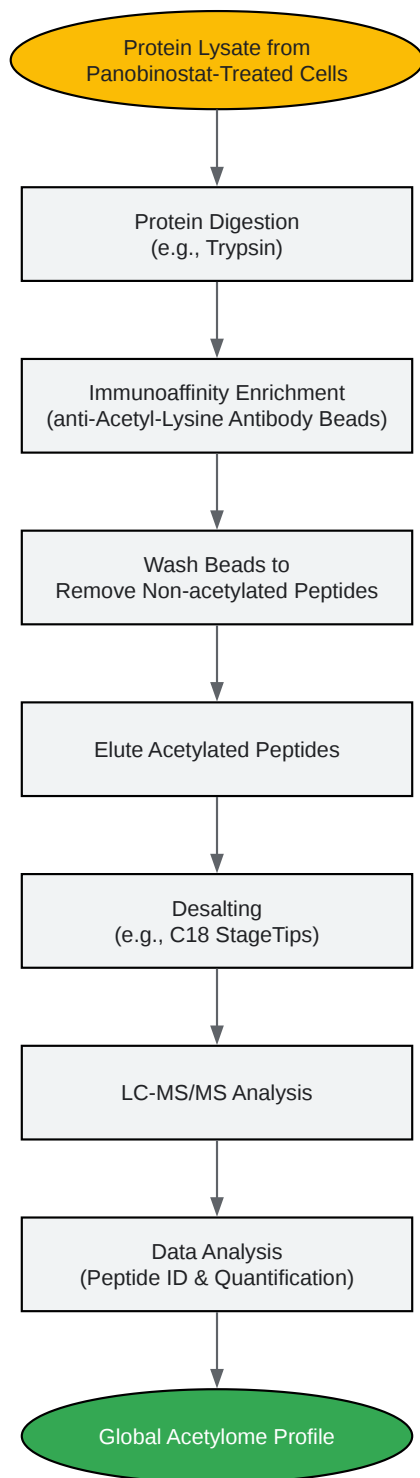 Protein Lysate from
Panobinostat-Treated Cells
Protein Digestion
(e.g., Trypsin)
Immunoaffinity Enrichment
(anti-Acetyl-Lysine Antibody Beads)
Wash Beads to
Remove Non-acetylated Peptides
Elute Acetylated Peptides
Desalting
(e.g., C18 StageTips)
LC-MS/MS Analysis
Data Analysis
(Peptide ID & Quantification)
Global Acetylome Profile